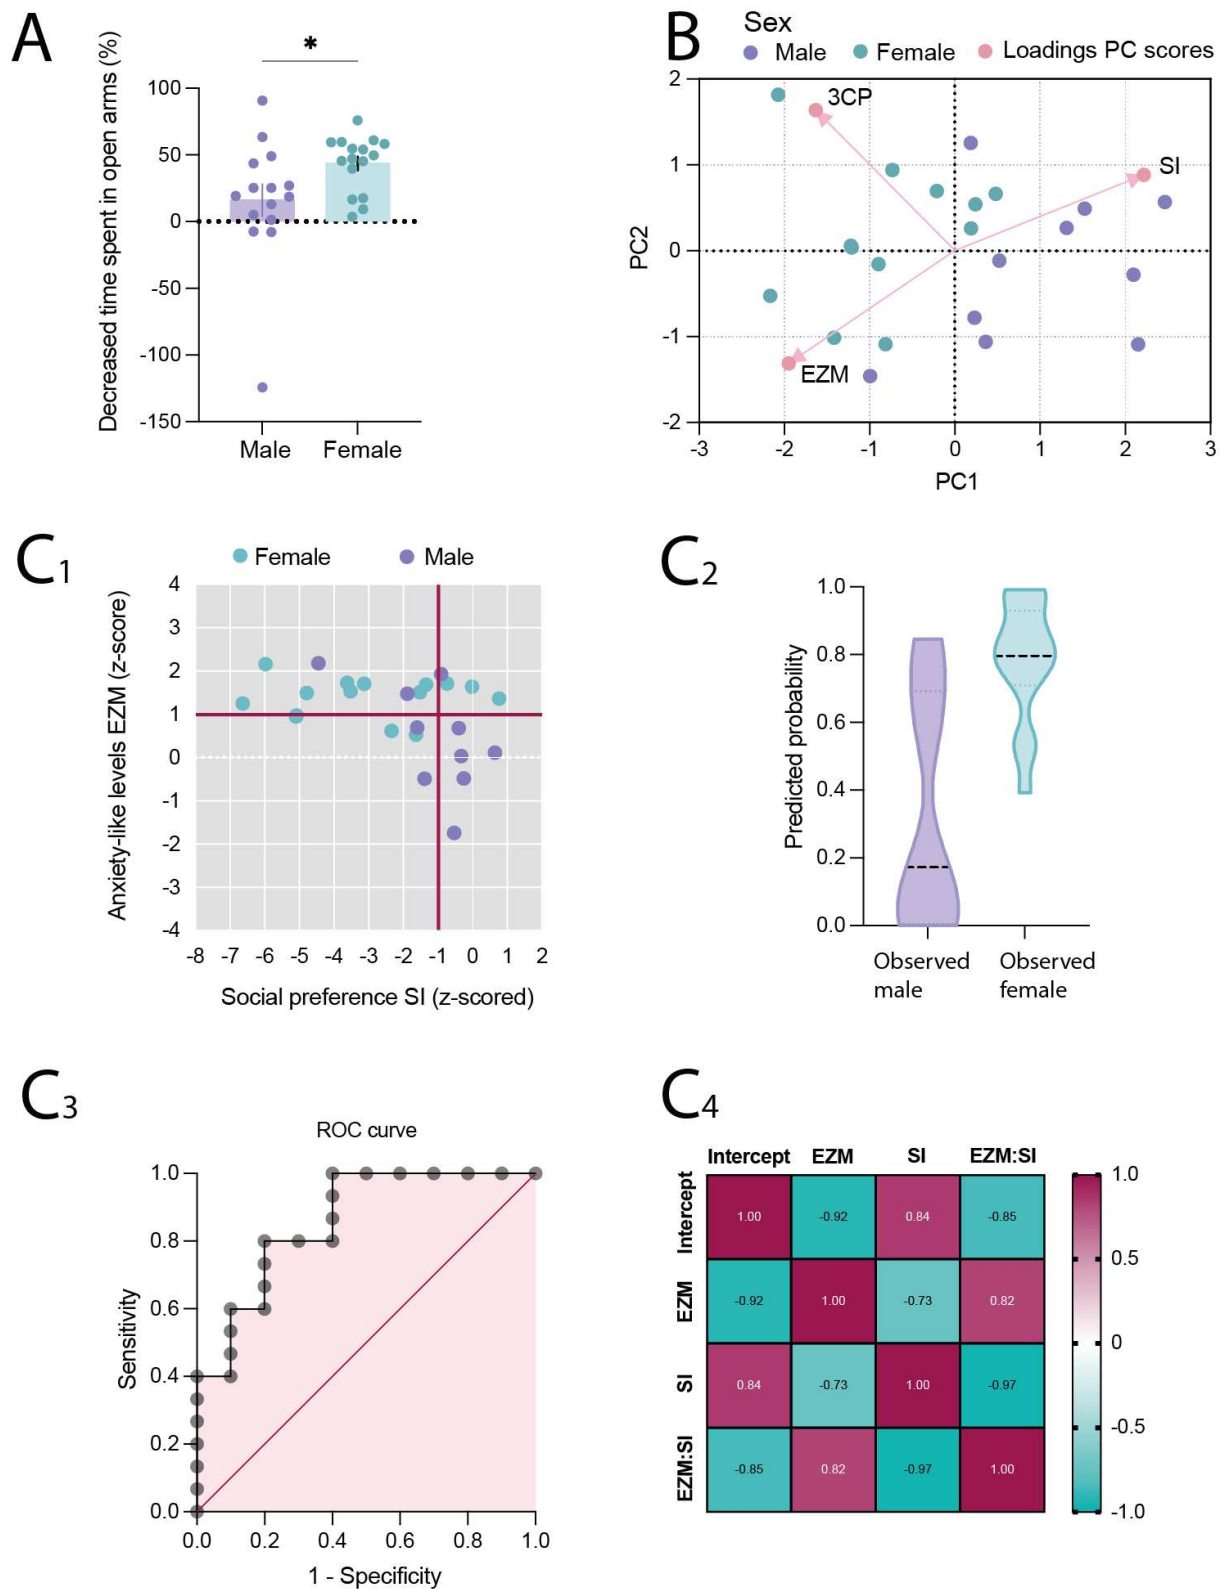 A
*
Decreased time spent in open arms (%)
100
50
0
-50
-100
-150
Male
Female
B
Sex
Male
Female
Loadings PC scores
3CP
SI
EZM
PC2
2
1
0
-1
-2
-3
-2
-1
0
1
2
3
PC1
C1
Female
Male
Anxiety-like levels EZM (z-score)
4
3
2
1
0
-1
-2
-3
-4
-8
-7
-6
-5
-4
-3
-2
-1
0
1
2
Social preference SI (z-scored)
C2
Predicted probability
1.0
0.8
0.6
0.4
0.2
0.0
Observed
male
Observed
female
C3
ROC curve
Sensitivity
1.0
0.8
0.6
0.4
0.2
0.0
0.0
0.2
0.4
0.6
0.8
1.0
1 - Specificity
C4
Intercept
EZM
SI
EZM:SI
Intercept
1.00
-0.92
0.84
-0.85
EZM
-0.92
1.00
-0.73
0.82
SI
0.84
-0.73
1.00
-0.97
EZM:SI
-0.85
0.82
-0.97
1.00
1.0
0.5
0
-0.5
-1.0